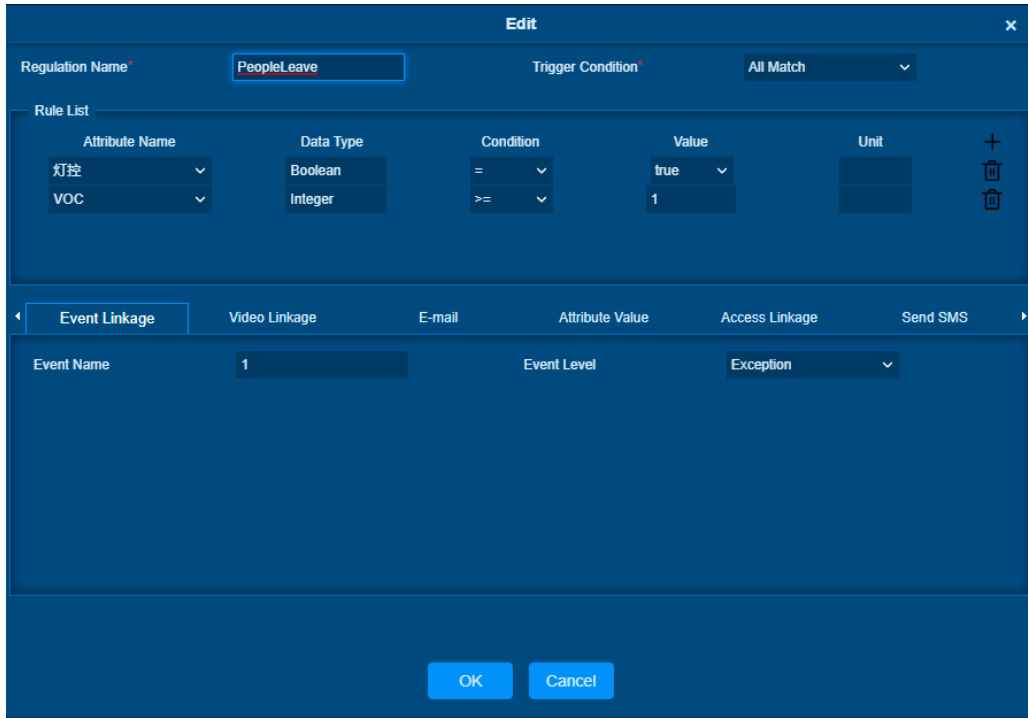 Edit
Regulation Name* PeopleLeave Trigger Condition* All Match
Rule List
Attribute Name Data Type Condition Value Unit
灯控 Boolean = true
VOC Integer >= 1
Event Linkage Video Linkage E-mail Attribute Value Access Linkage Send SMS
Event Name 1 Event Level Exception
OK Cancel